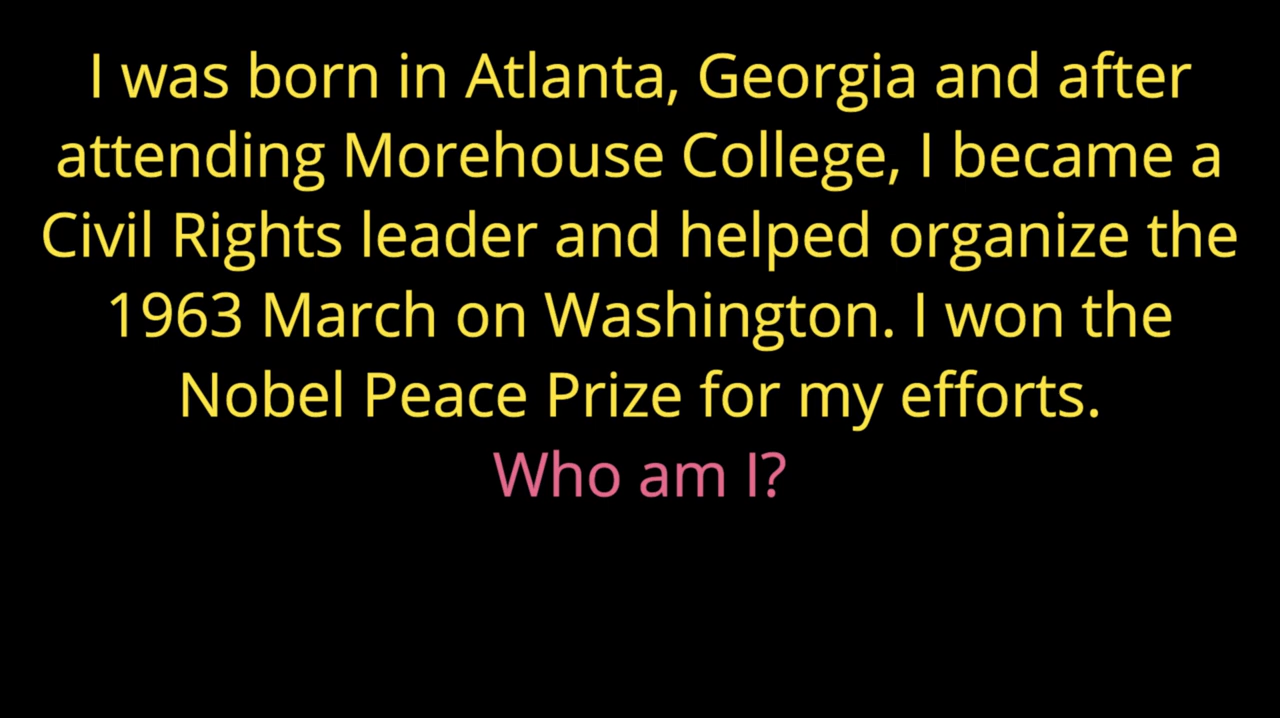 I was born in Atlanta, Georgia and after
attending Morehouse College, I became a
Civil Rights leader and helped organize the
1963 March on Washington. I won the
Nobel Peace Prize for my efforts.
Who am I?